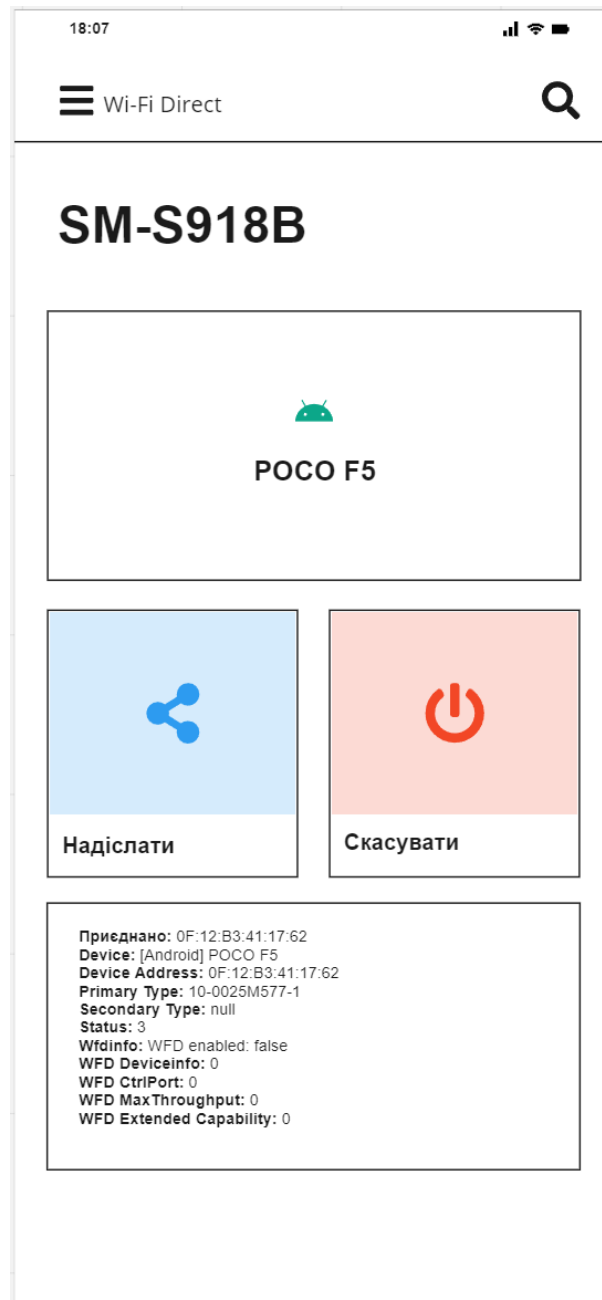 18:07
Wi-Fi Direct
SM-S918B
POCO F5
Надіслати
Скасувати
Приєднано: 0F:12:B3:41:17:62
Device: [Android] POCO F5
Device Address: 0F:12:B3:41:17:62
Primary Type: 10-0025M577-1
Secondary Type: null
Status: 3
Wfdinfo: WFD enabled: false
WFD Deviceinfo: 0
WFD CtrlPort: 0
WFD MaxThroughput: 0
WFD Extended Capability: 0